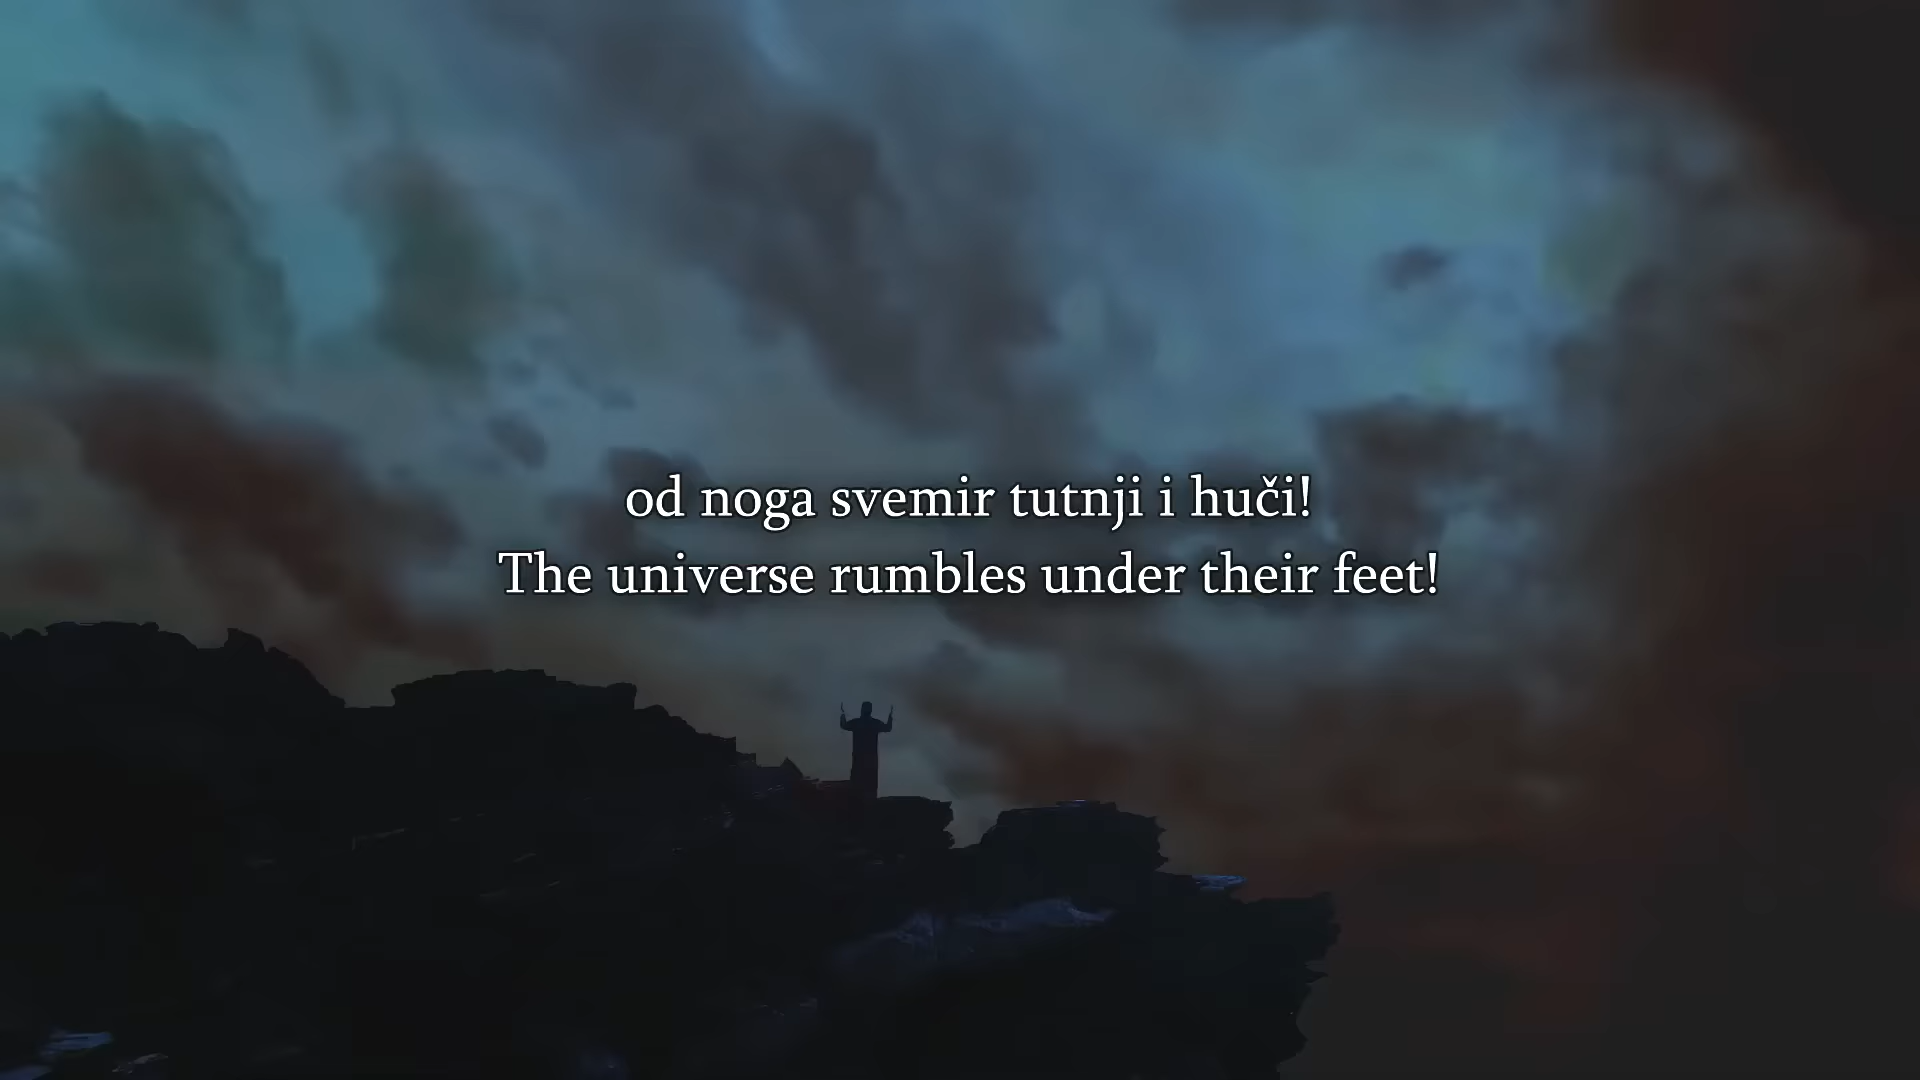 od noga svemir tutnji i huči!
The universe rumbles under their feet!